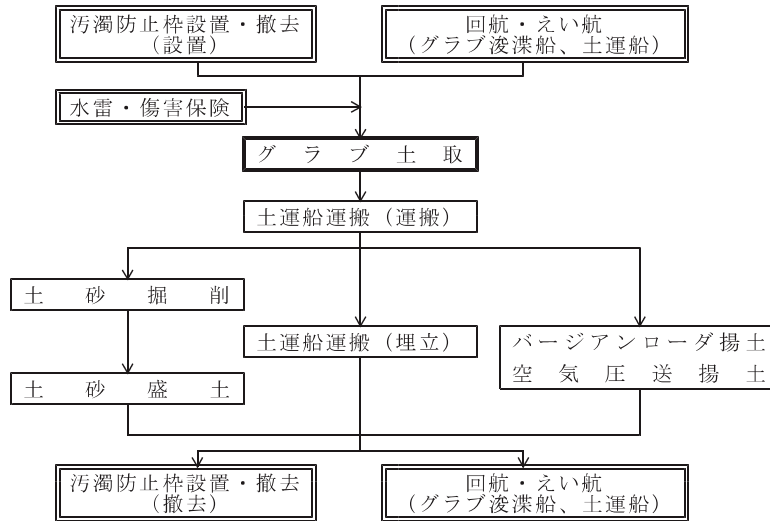 汚濁防止枠設置・撤去
(設置)
回航・えい航
(グラブ浚渫船、土運船)
水雷・傷害保険
グラブ土取
土運船運搬(運搬)
土砂掘削
土運船運搬(埋立)
バージアンローダ揚土
空気圧送揚土
土砂盛土
汚濁防止枠設置・撤去
(撤去)
回航・えい航
(グラブ浚渫船、土運船)